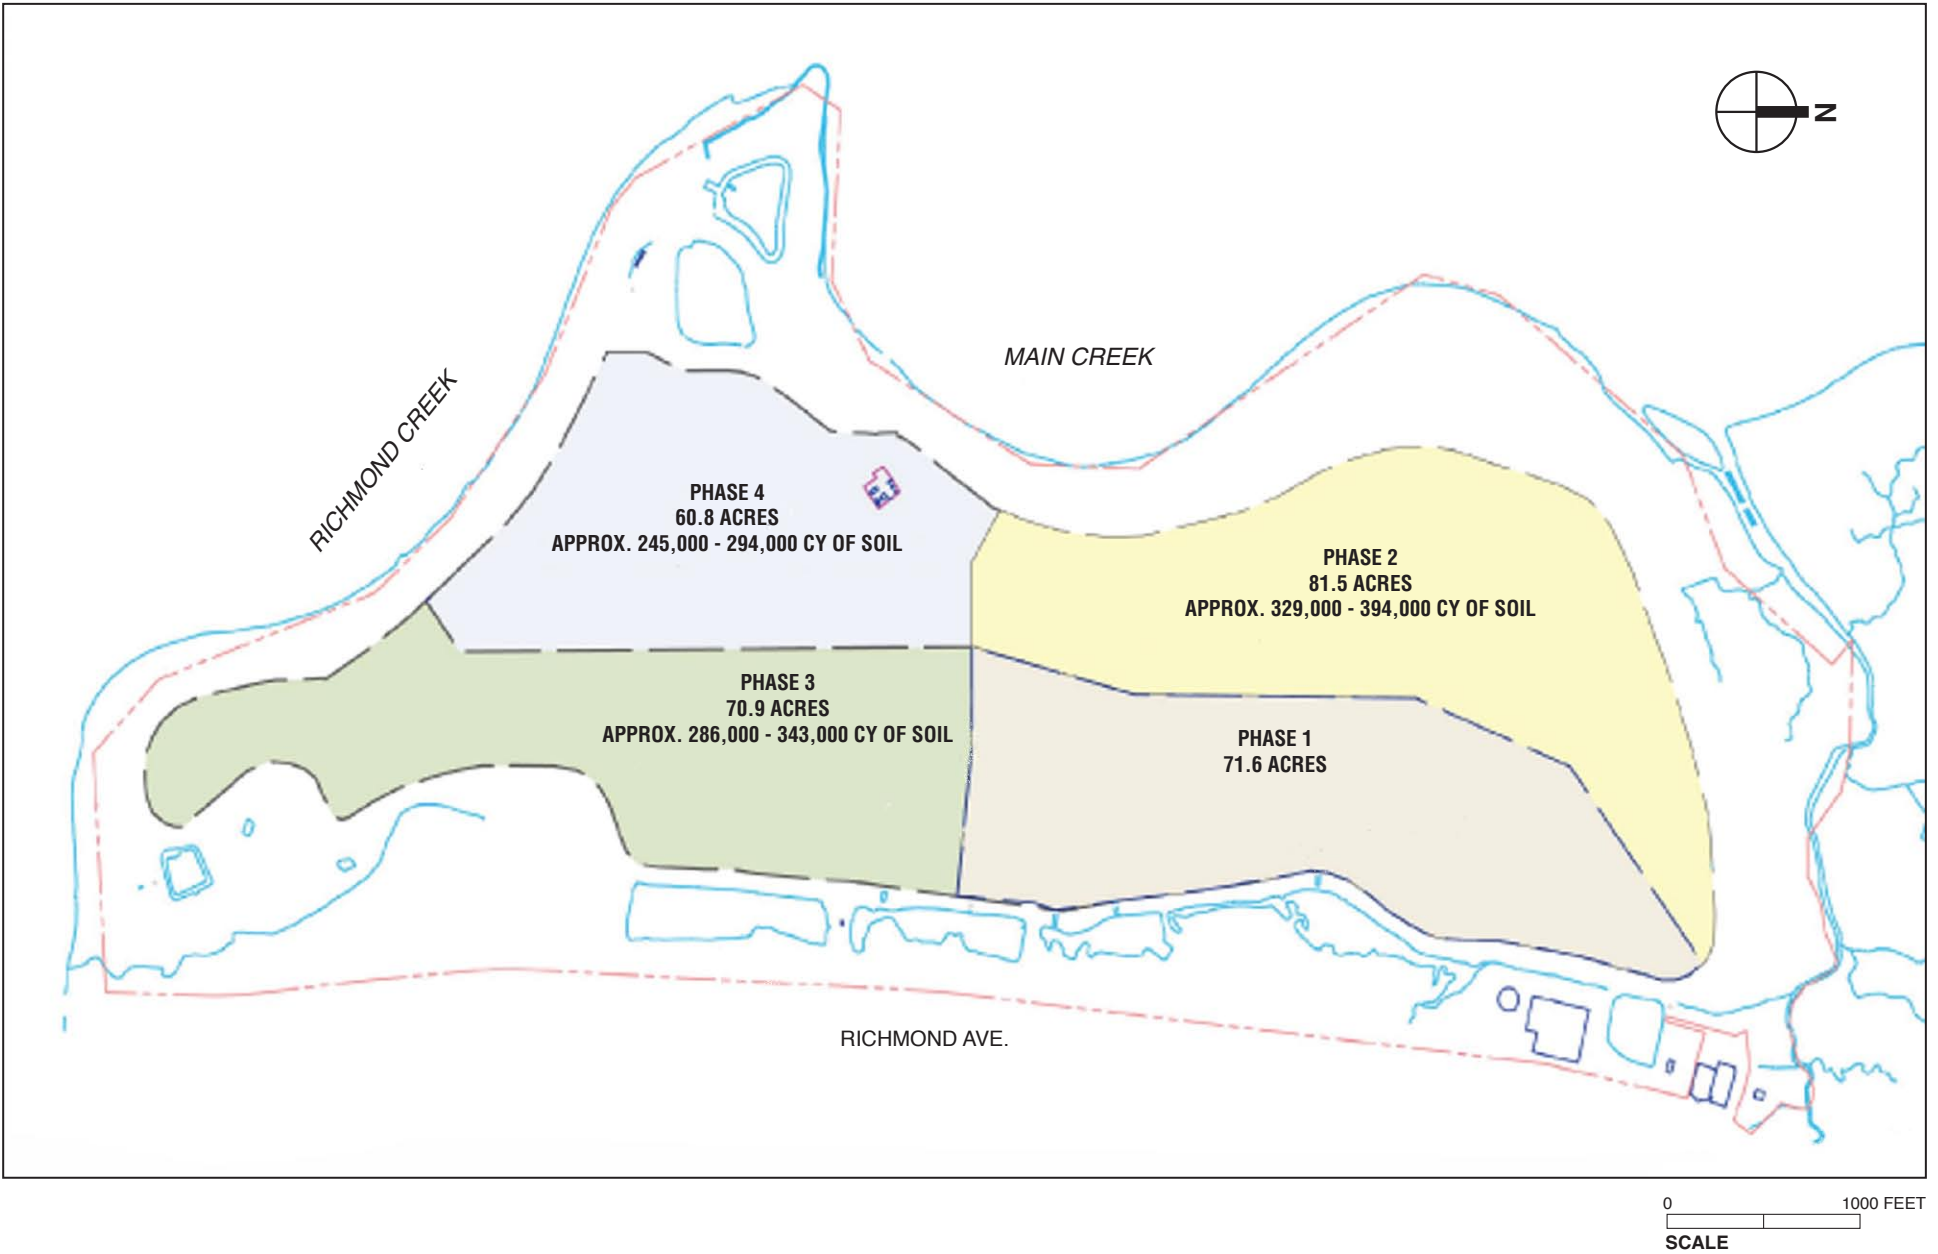 N
MAIN CREEK
RICHMOND CREEK
PHASE 4
60.8 ACRES
APPROX. 245,000 - 294,000 CY OF SOIL
PHASE 2
81.5 ACRES
APPROX. 329,000 - 394,000 CY OF SOIL
PHASE 3
70.9 ACRES
APPROX. 286,000 - 343,000 CY OF SOIL
PHASE 1
71.6 ACRES
RICHMOND AVE.
0 1000 FEET
SCALE